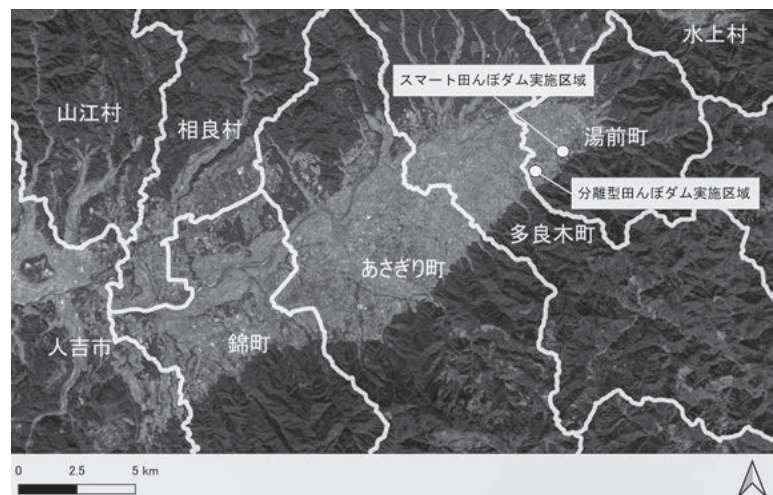 水上村
スマート田んぼダム実施区域
山江村
相良村
湯前町
分離型田んぼダム実施区域
多良木町
あさぎり町
人吉市
錦町
0 2.5 5 km